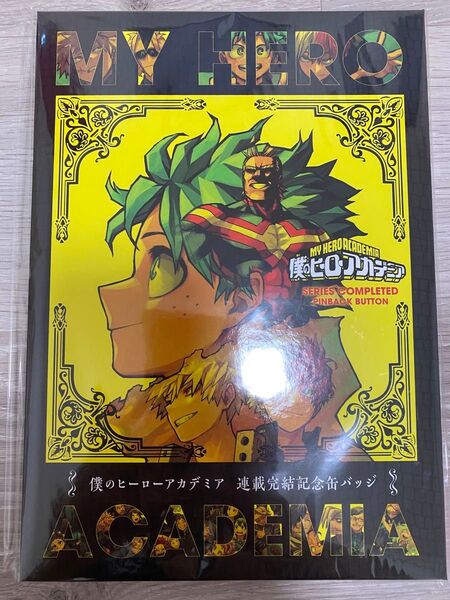 MY HERO
MY HERO ACADEMIA
僕のヒーローアカデミア
SERIES COMPLETED
PINBACK BUTTON
僕のヒーローアカデミア 連載完結記念缶バッジ
ACADEMIA